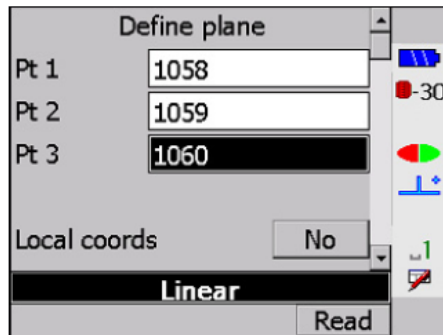 Define plane
Pt 1 1058
Pt 2 1059
Pt 3 1060
Local coords No
Linear
Read
-30
1